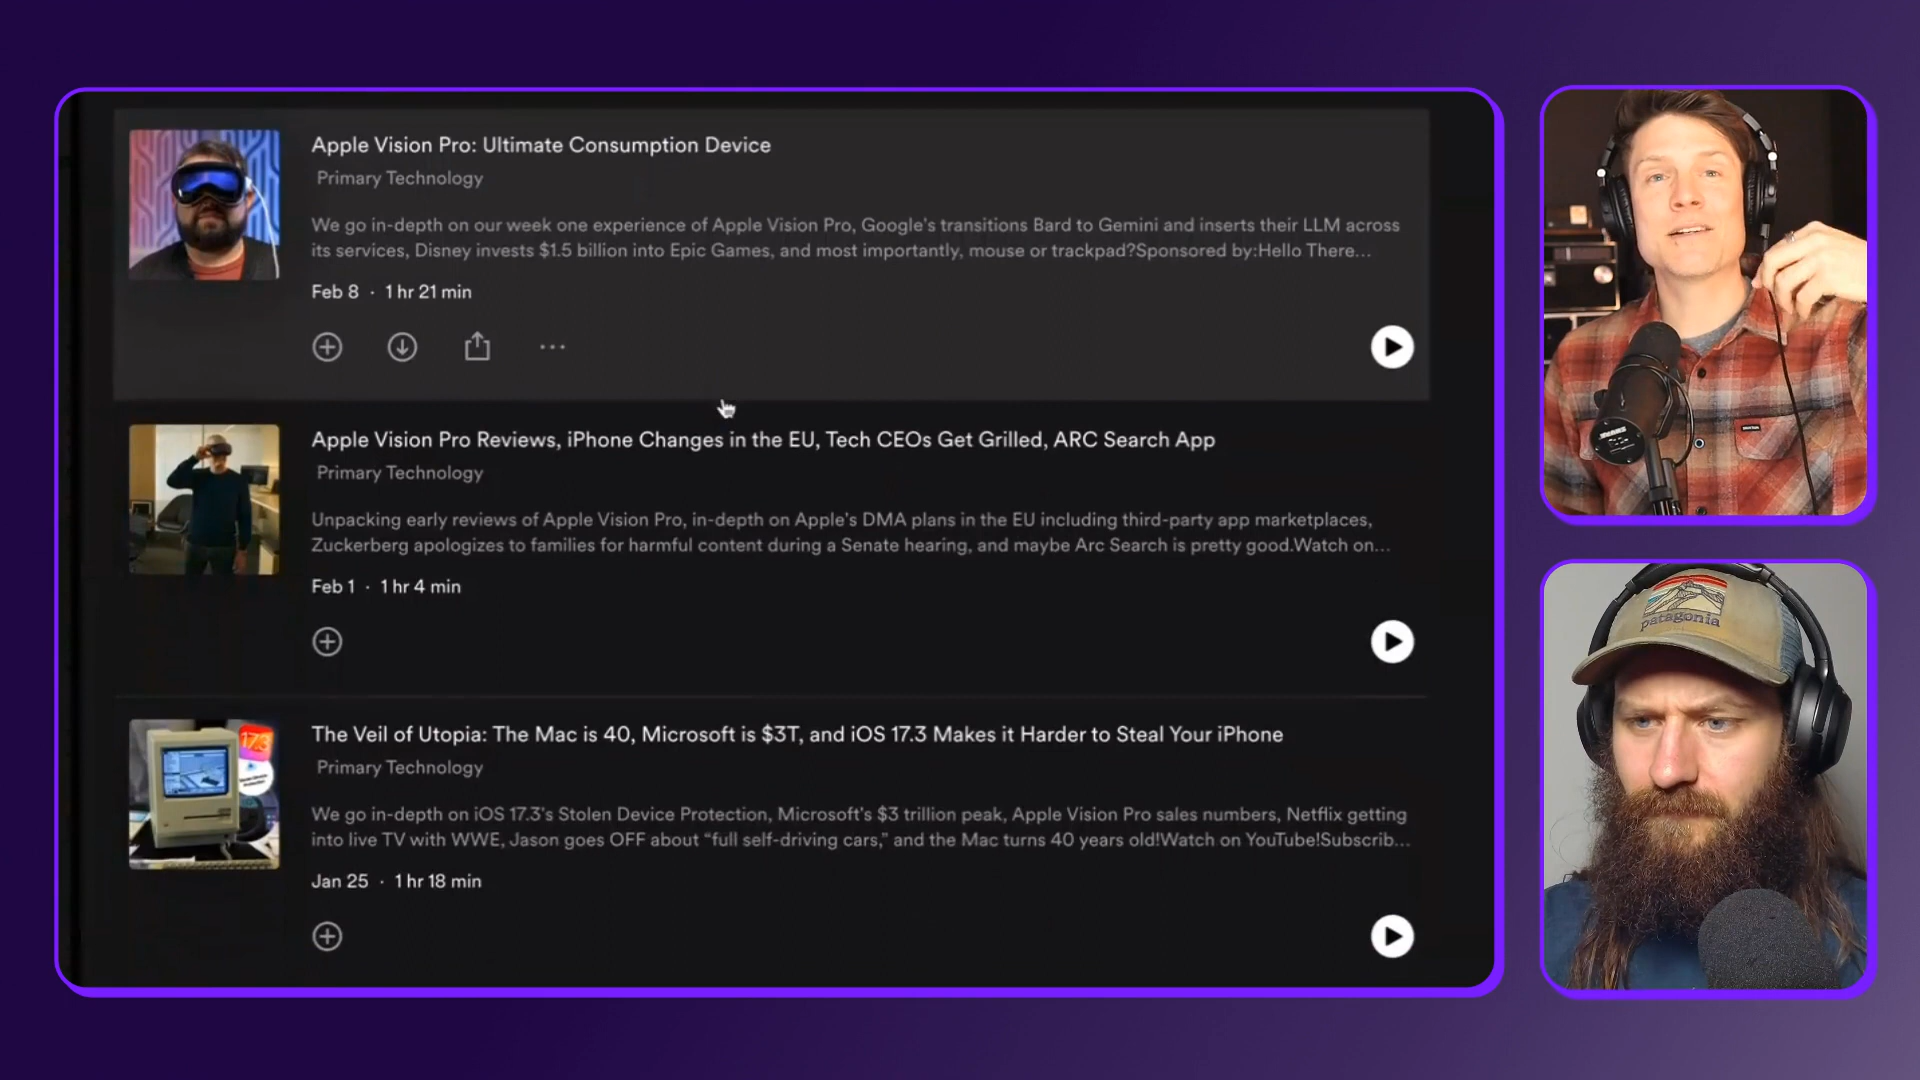 Apple Vision Pro: Ultimate Consumption Device
Primary Technology
We go in-depth on our week one experience of Apple Vision Pro, Google's transitions Bard to Gemini and inserts their LLM across
its services, Disney invests $1.5 billion into Epic Games, and most importantly, mouse or trackpad?Sponsored by:Hello There...
Feb 8 · 1 hr 21 min
Apple Vision Pro Reviews, iPhone Changes in the EU, Tech CEOs Get Grilled, ARC Search App
Primary Technology
Unpacking early reviews of Apple Vision Pro, in-depth on Apple's DMA plans in the EU including third-party app marketplaces,
Zuckerberg apologizes to families for harmful content during a Senate hearing, and maybe Arc Search is pretty good.Watch on...
Feb 1 · 1 hr 4 min
The Veil of Utopia: The Mac is 40, Microsoft is $3T, and iOS 17.3 Makes it Harder to Steal Your iPhone
Primary Technology
We go in-depth on iOS 17.3's Stolen Device Protection, Microsoft's $3 trillion peak, Apple Vision Pro sales numbers, Netflix getting
into live TV with WWE, Jason goes OFF about “full self-driving cars,” and the Mac turns 40 years old!Watch on YouTube!Subscrib...
Jan 25 · 1 hr 18 min
17.3
patagonia